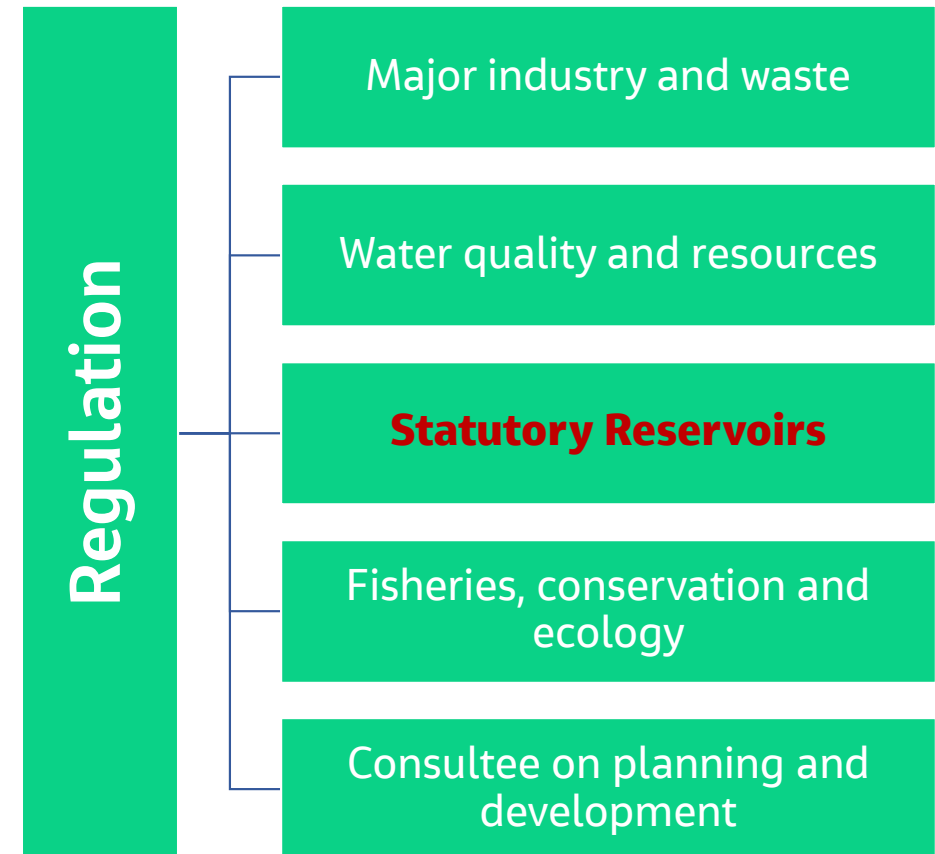 Regulation
Major industry and waste
Water quality and resources
Statutory Reservoirs
Fisheries, conservation and
ecology
Consultee on planning and
development